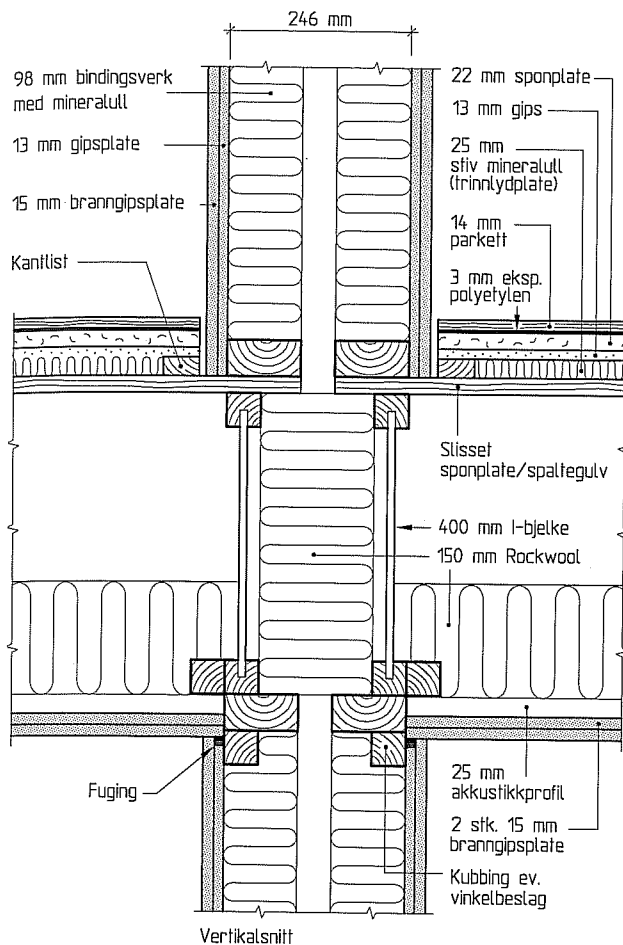 246 mm
98 mm bindingsverk
med mineralull
13 mm gipsplate
15 mm branngipsplate
Kantlist
22 mm sponplate
13 mm gips
25 mm
stiv mineralull
(trinnlydplate)
14 mm
parkett
3 mm eksp.
polyetylen
Slisset
sponplate/spaltegulv
400 mm I-bjelke
150 mm Rockwool
Fuging
25 mm
akkustikkprofil
2 stk. 15 mm
branngipsplate
Kubbing ev.
vinkelbeslag
Vertikalsnitt